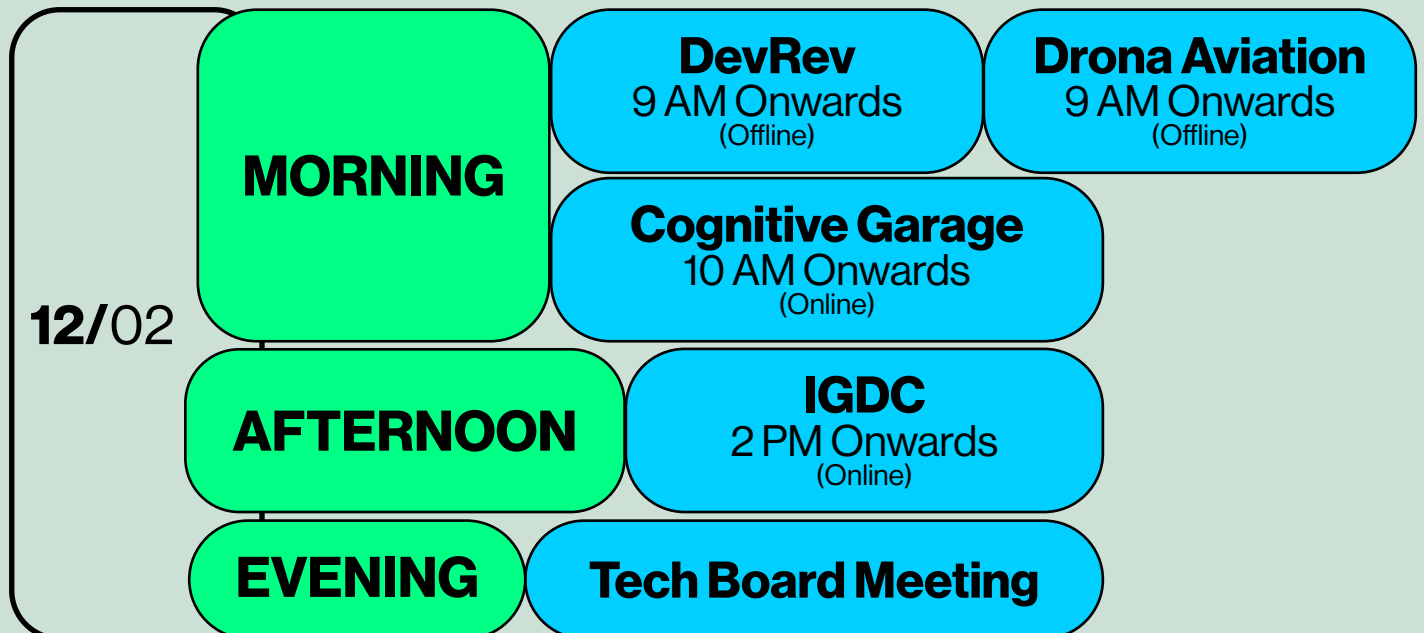 12/02
MORNING
DevRev
9 AM Onwards
(Offline)
Drona Aviation
9 AM Onwards
(Offline)
Cognitive Garage
10 AM Onwards
(Online)
AFTERNOON
IGDC
2 PM Onwards
(Online)
EVENING
Tech Board Meeting